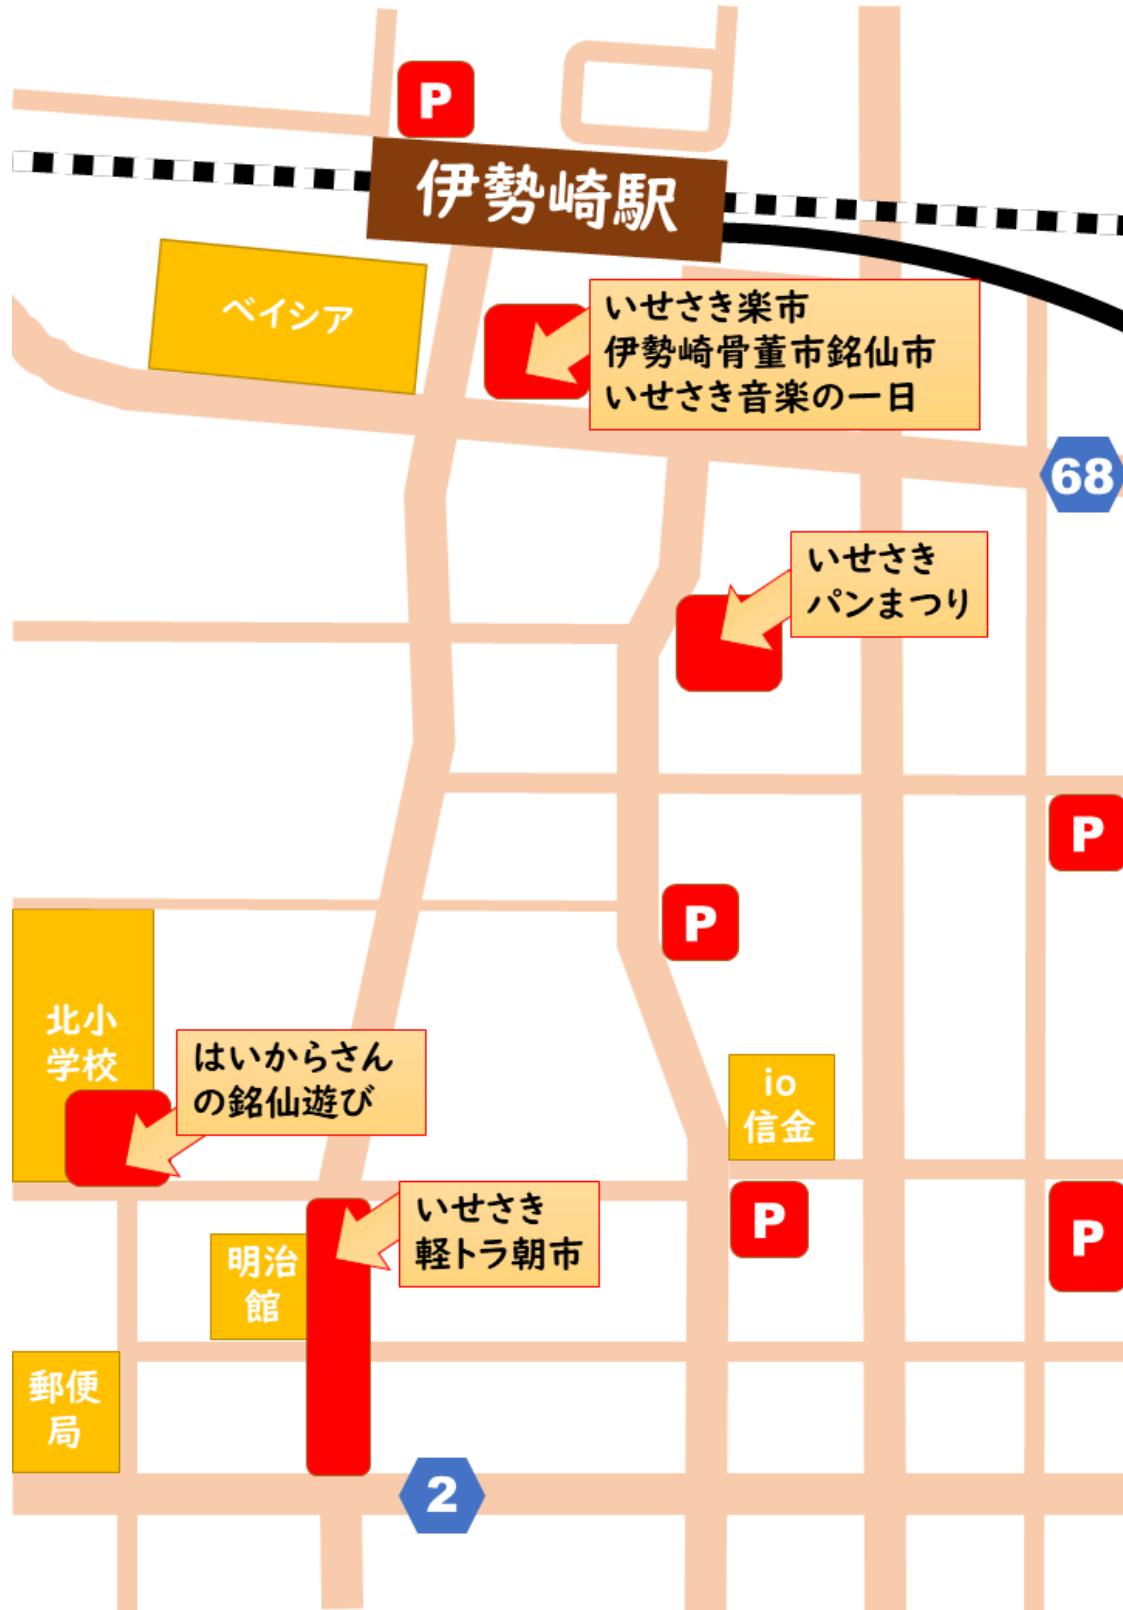 P
伊勢崎駅
ベイシア
いせさき楽市
伊勢崎骨董市銘仙市
いせさき音楽の一日
68
いせさき
パンまつり
P
P
北小
学校
はいからさん
の銘仙遊び
io
信金
いせさき
軽トラ朝市
P
P
明治
館
郵便
局
2